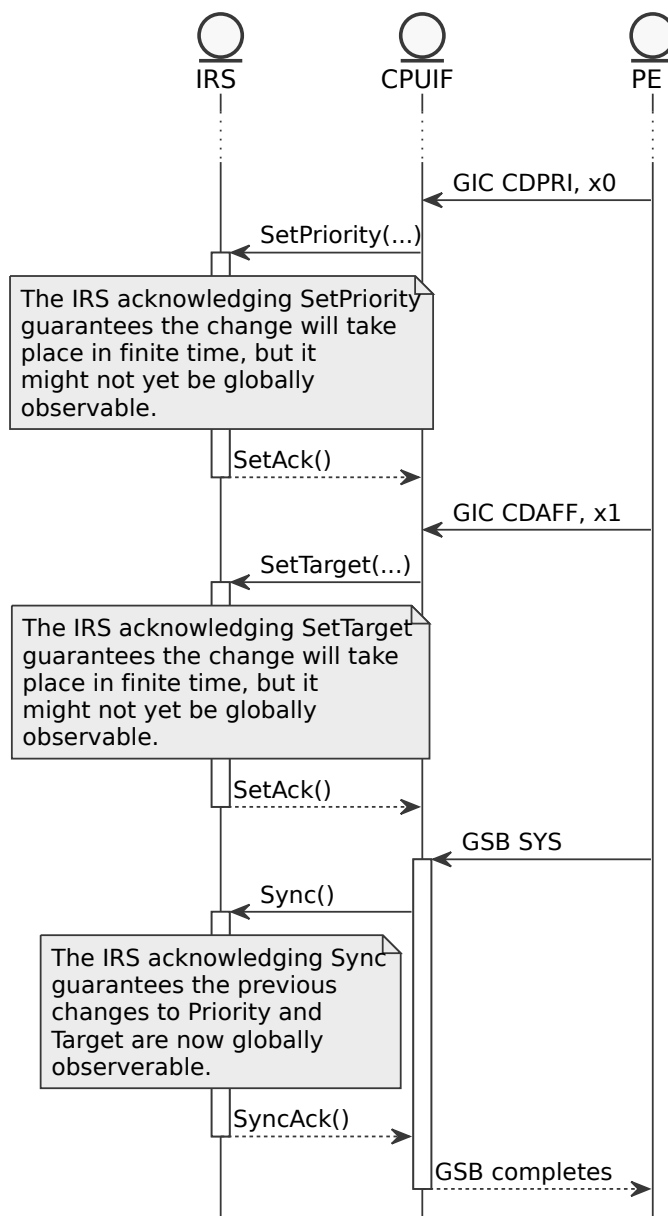 IRS
CPUIF
PE
GIC CDPRI, x0
SetPriority(...)
The IRS acknowledging SetPriority
guarantees the change will take
place in finite time, but it
might not yet be globally
observable.
SetAck()
GIC CDAFF, x1
SetTarget(...)
The IRS acknowledging SetTarget
guarantees the change will take
place in finite time, but it
might not yet be globally
observable.
SetAck()
GSB SYS
Sync()
The IRS acknowledging Sync
guarantees the previous
changes to Priority and
Target are now globally
observerable.
SyncAck()
GSB completes